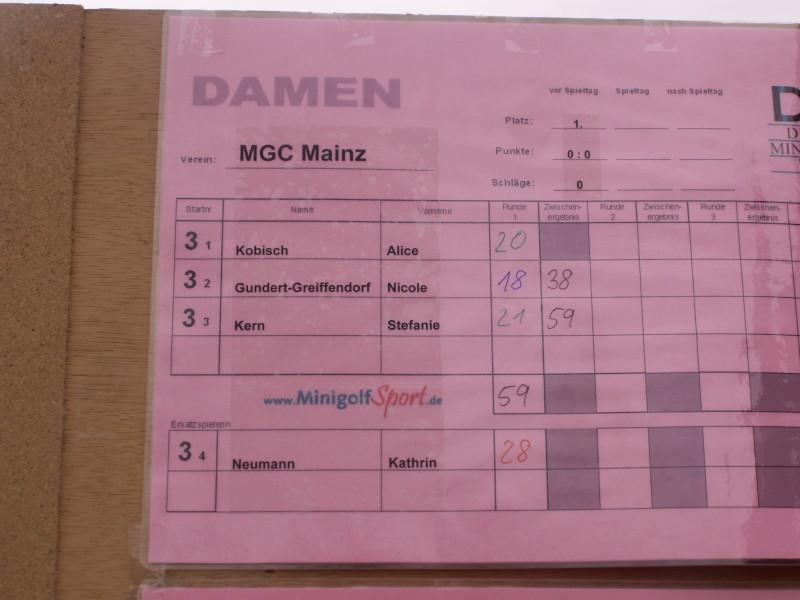 DAMEN
vor Spieltag Spieltag nach Spieltag
Platz: 1.
Verein: MGC Mainz
Punkte: 0 : 0
Schläge: 0
Startnr. Name Vorname Runde 1 Zwischen-ergebnis Runde 2 Zwischen-ergebnis Runde 3 Zwischen-ergebnis
3 1 Kobisch Alice 20
3 2 Gundert-Greiffendorf Nicole 18 38
3 3 Kern Stefanie 21 59
www.MinigolfSport.de 59
Ersatzspielerin
3 4 Neumann Kathrin 28